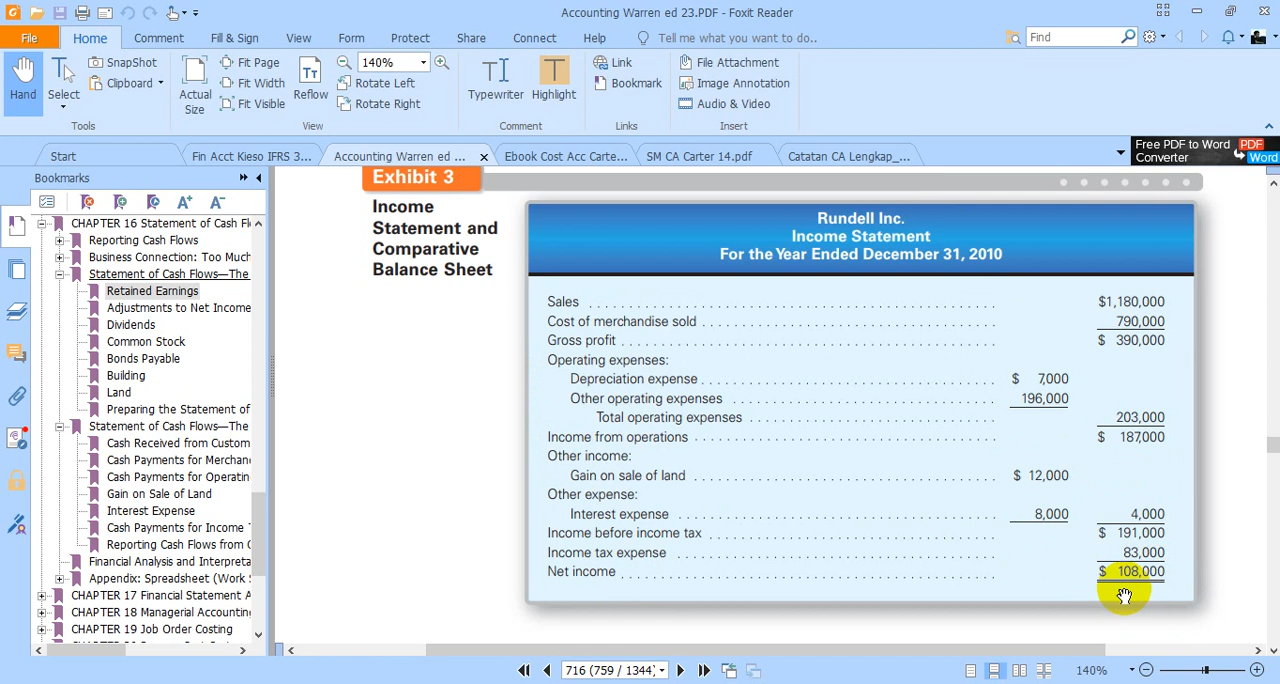 Accounting Warren ed 23.PDF - Foxit Reader
File Home Comment Fill & Sign View Form Protect Share Connect Help Tell me what you want to do.. Find
Hand
Select
SnapShot
Clipboard
Tools
Actual Size
Fit Page
Fit Width
Fit Visible
Reflow
140%
Rotate Left
Rotate Right
View
Typewriter
Highlight
Comment
Link
Bookmark
Links
File Attachment
Image Annotation
Audio & Video
Insert
Start Fin Acct Kieso IFRS 3... Accounting Warren ed ... Ebook Cost Acc Carte... SM CA Carter 14.pdf Catatan CA Lengkap_...
Free PDF to Word Converter
PDF
Word
Bookmarks
CHAPTER 16 Statement of Cash Fl
Reporting Cash Flows
Business Connection: Too Much
Statement of Cash Flows—The
Retained Earnings
Adjustments to Net Income
Dividends
Common Stock
Bonds Payable
Building
Land
Preparing the Statement of
Statement of Cash Flows—The
Cash Received from Custom
Cash Payments for Merchan
Cash Payments for Operatin
Gain on Sale of Land
Interest Expense
Cash Payments for Income
Reporting Cash Flows from
Financial Analysis and Interpreta
Appendix: Spreadsheet (Work S
CHAPTER 17 Financial Statement A
CHAPTER 18 Managerial Accountin
CHAPTER 19 Job Order Costing
Exhibit 3
Income
Statement and
Comparative
Balance Sheet
Rundell Inc.
Income Statement
For the Year Ended December 31, 2010
Sales $1,180,000
Cost of merchandise sold 790,000
Gross profit $ 390,000
Operating expenses:
Depreciation expense $ 7,000
Other operating expenses 196,000
Total operating expenses 203,000
Income from operations $ 187,000
Other income:
Gain on sale of land $ 12,000
Other expense:
Interest expense 8,000 4,000
Income before income tax $ 191,000
Income tax expense 83,000
Net income $ 108,000
716 (759 / 1344)
140%